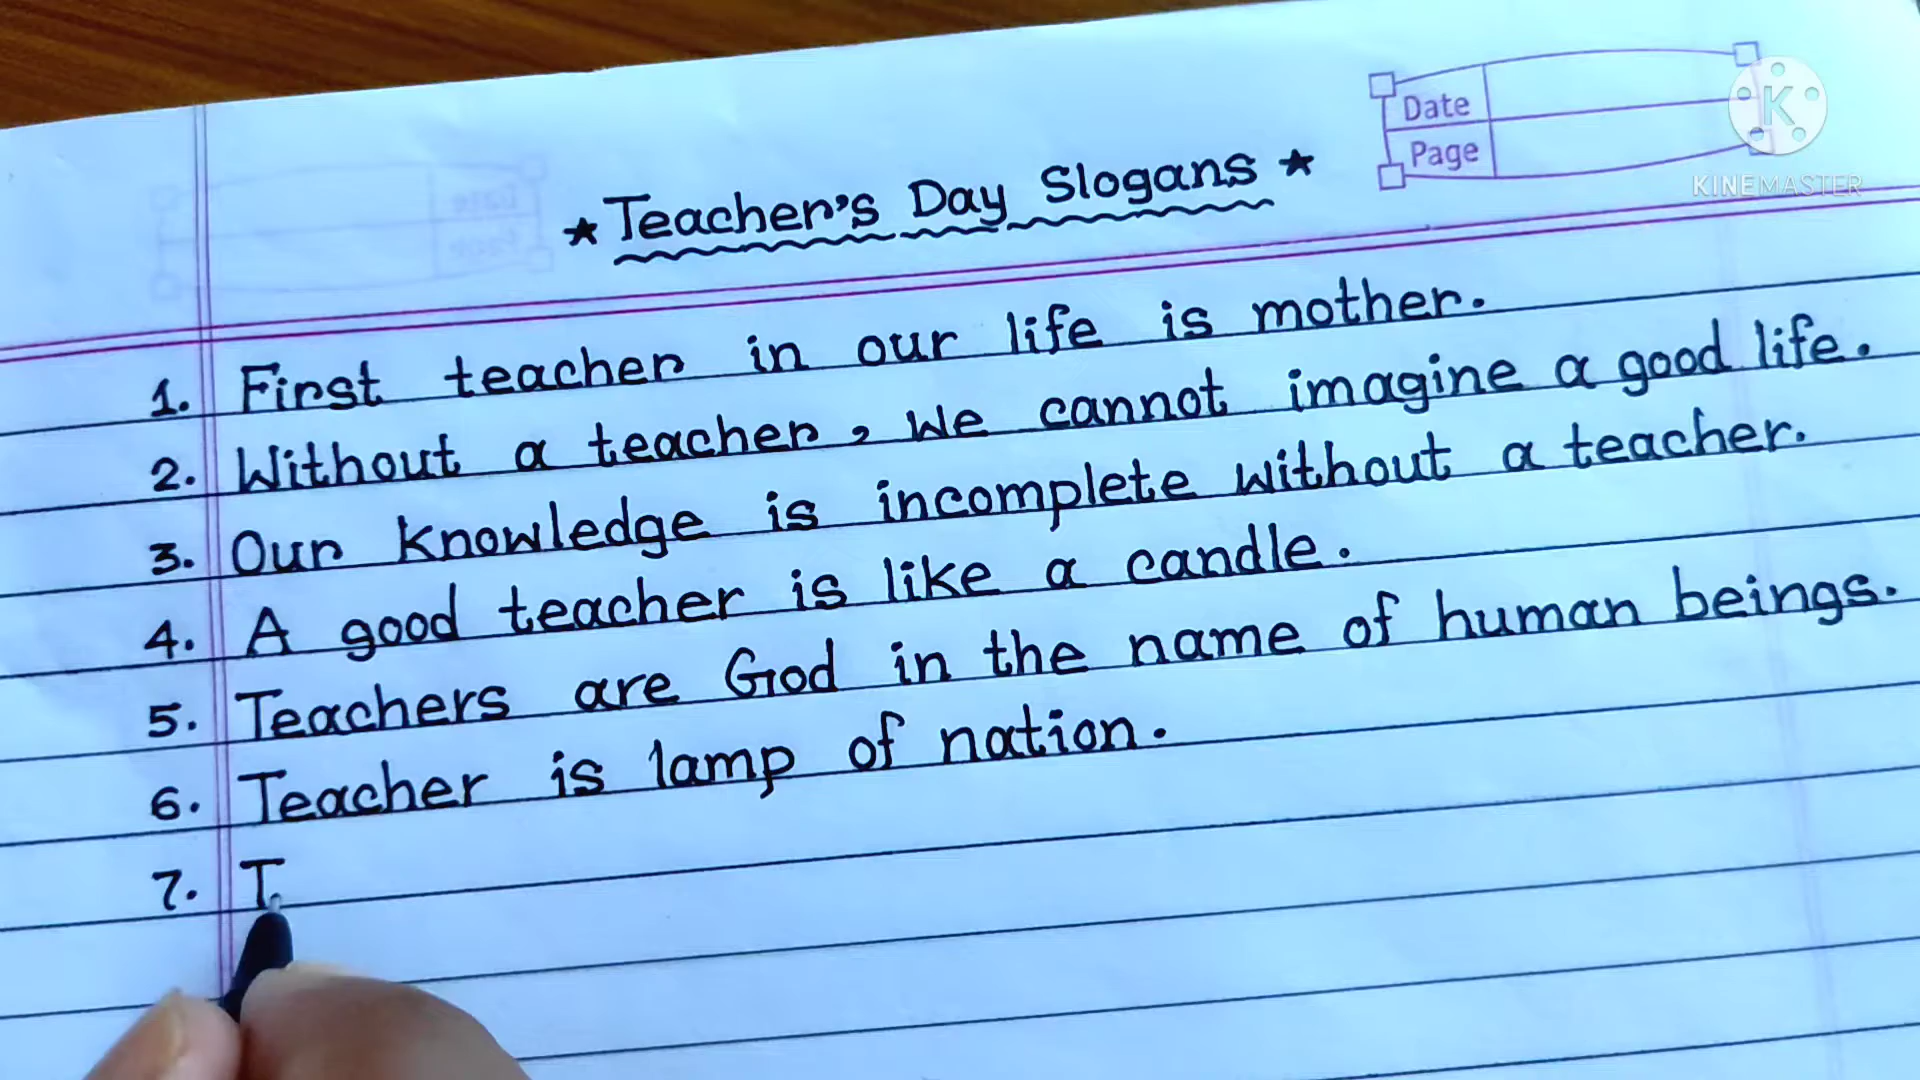 Date
Page
KINEMASTER
★ Teacher's Day Slogans ★
1. First teacher in our life is mother.
2. Without a teacher, We cannot imagine a good life.
3. Our knowledge is incomplete without a teacher.
4. A good teacher is like a candle.
5. Teachers are God in the name of human beings.
6. Teacher is lamp of nation.
7. T